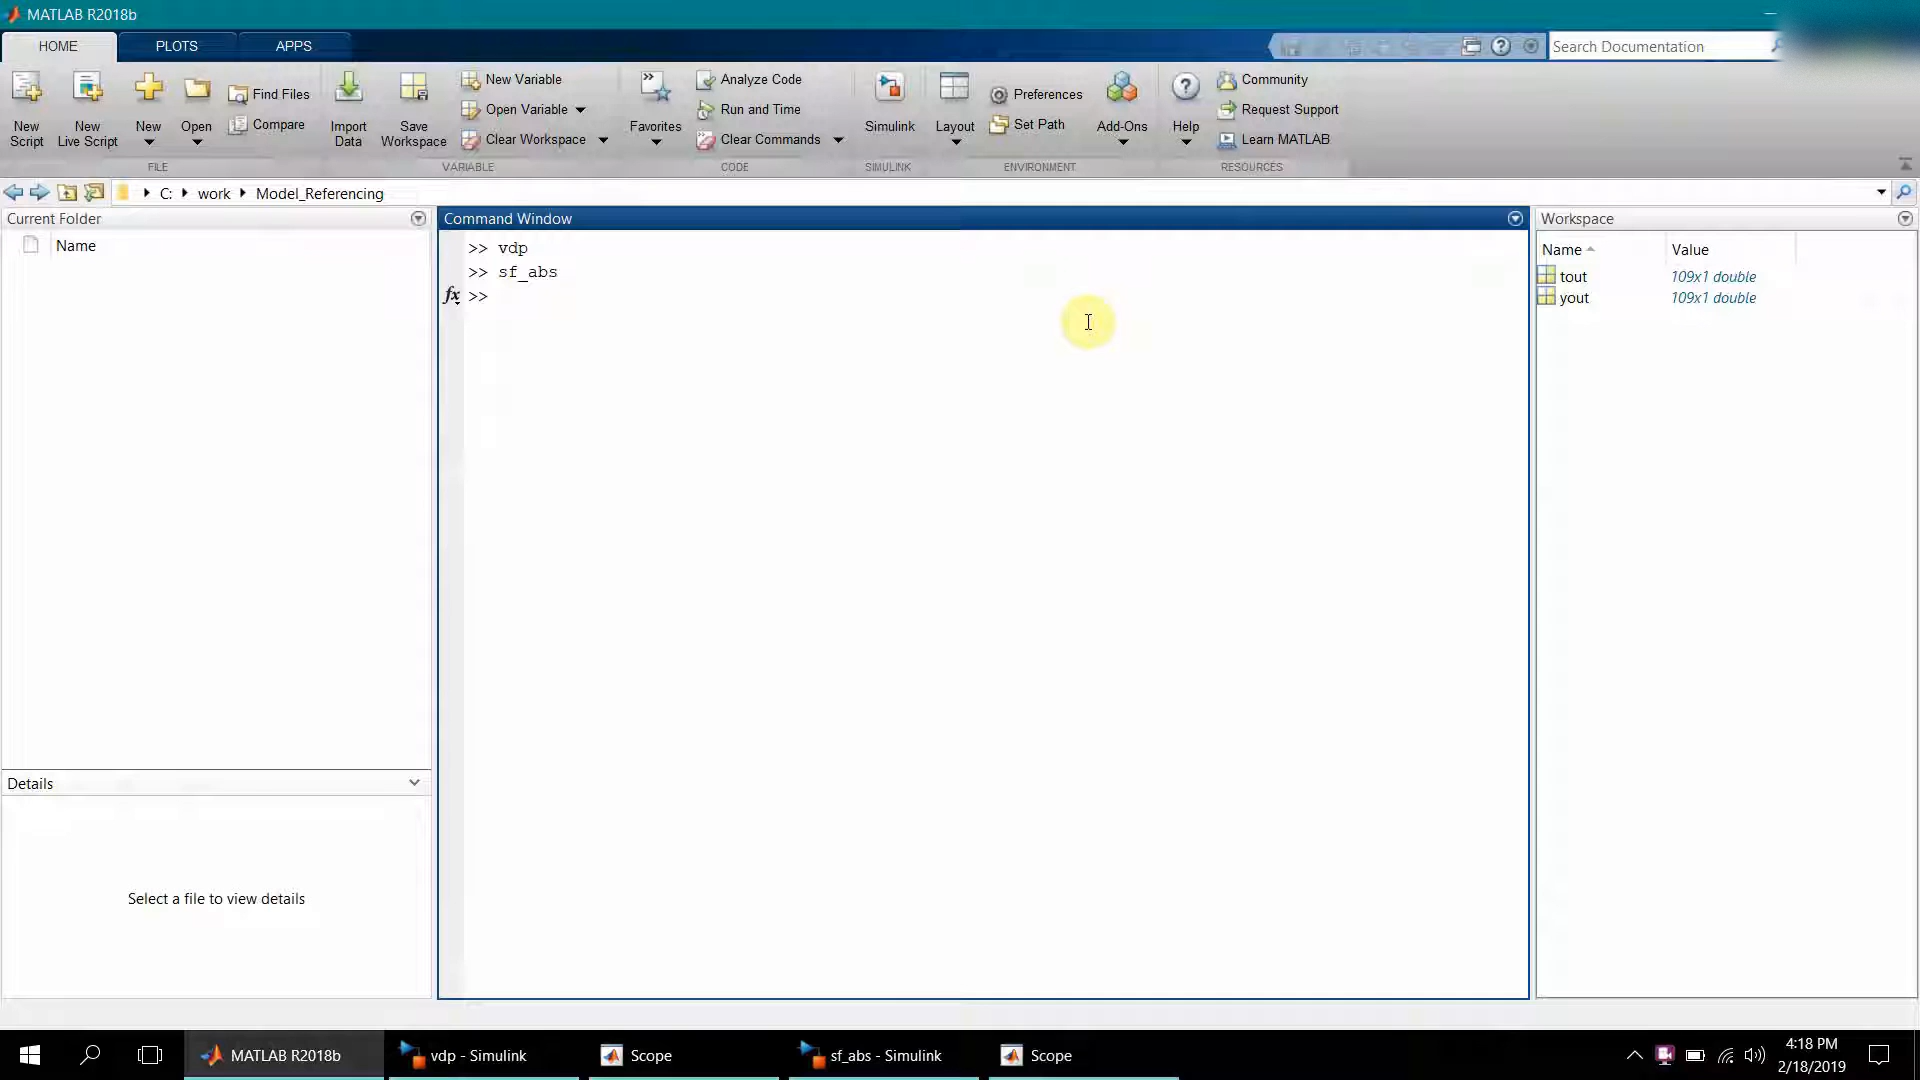 MATLAB R2018b
HOME PLOTS APPS
Search Documentation
New Script
New Live Script
New
Open
Find Files
Compare
Import Data
Save Workspace
New Variable
Open Variable
Clear Workspace
Favorites
Analyze Code
Run and Time
Clear Commands
Simulink
Layout
Preferences
Set Path
Add-Ons
Help
Community
Request Support
Learn MATLAB
FILE VARIABLE CODE SIMULINK ENVIRONMENT RESOURCES
C: work Model_Referencing
Current Folder
Name
Details
Select a file to view details
Command Window
>> vdp
>> sf_abs
fx >>
Workspace
Name Value
tout 109x1 double
yout 109x1 double
MATLAB R2018b
vdp - Simulink
Scope
sf_abs - Simulink
Scope
4:18 PM
2/18/2019